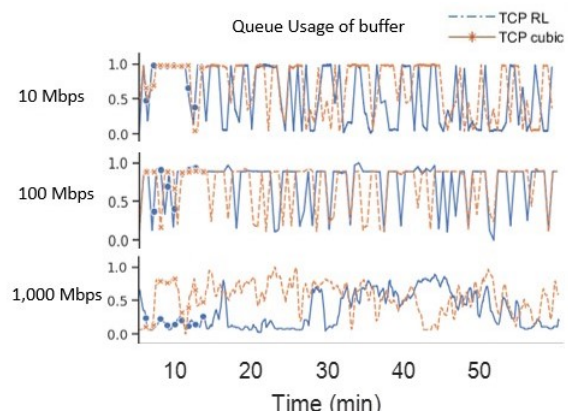 Queue Usage of buffer
TCP RL
TCP cubic
10 Mbps
1.0
0.5
0.0
100 Mbps
1.0
0.5
0.0
1,000 Mbps
1.0
0.5
0.0
10 20 30 40 50
Time (min)